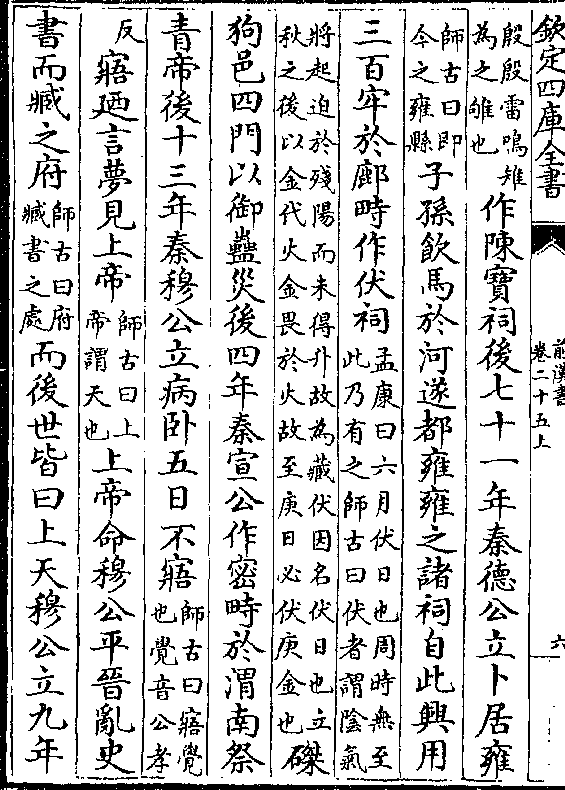 欽定四庫全書
前漢書
卷二十五上
六
殷殷雷鳴雉為之雊也作陳寶祠後七十一年秦德公立卜居雍
師古曰即今之雍縣子孫飲馬於河遂都雍雍之諸祠自此興用
三百牢於鄜畤作伏祠孟康曰六月伏日也周時無至此乃有之師古曰伏者謂陰氣
將起迫於殘陽而未得升故為藏伏因名伏日也立秋之後以金代火金畏於火故至庚日必伏庚金也磔
狗邑四門以御蠱災後四年秦宣公作密畤於渭南祭
青帝後十三年秦穆公立病卧五日不寤師古曰寤覺也覺音公孝
反寤廼言夢見上帝師古曰上帝謂天也上帝命穆公平晉亂史
書而臧之府師古曰府臧書之處而後世皆曰上天穆公立九年